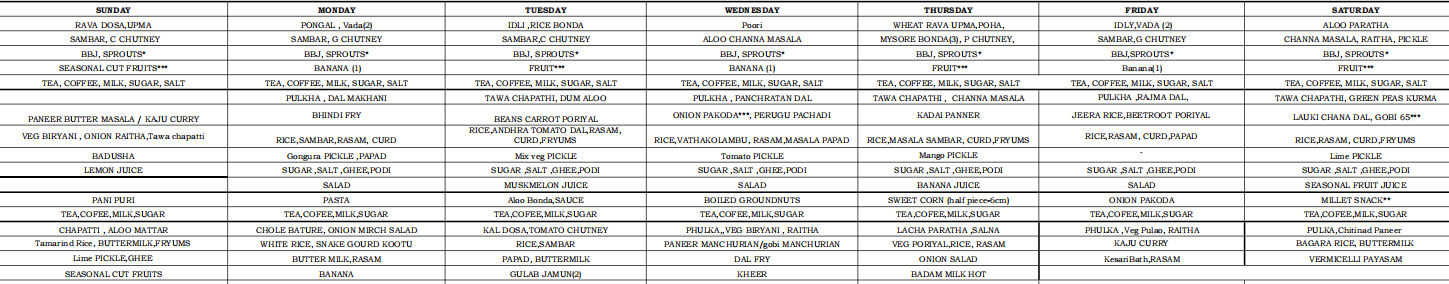 SUNDAY MONDAY TUESDAY WEDNESDAY THURSDAY FRIDAY SATURDAY
RAVA DOSA,UPMA PONGAL , Vada(2) IDLI ,RICE BONDA Poori WHEAT RAVA UPMA,POHA, IDLY,VADA (2) ALOO PARATHA
SAMBAR, C CHUTNEY SAMBAR, G CHUTNEY SAMBAR,C CHUTNEY ALOO CHANNA MASALA MYSORE BONDA(3), P CHUTNEY, SAMBAR,G CHUTNEY CHANNA MASALA, RAITHA, PICKLE
BBJ, SPROUTS* BBJ, SPROUTS* BBJ, SPROUTS* BBJ, SPROUTS* BBJ, SPROUTS* BBJ,SPROUTS* BBJ, SPROUTS*
SEASONAL CUT FRUITS*** BANANA (1) FRUIT*** BANANA (1) FRUIT*** Banana(1) FRUIT***
TEA, COFFEE, MILK, SUGAR, SALT TEA, COFFEE, MILK, SUGAR, SALT TEA, COFFEE, MILK, SUGAR, SALT TEA, COFFEE, MILK, SUGAR, SALT TEA, COFFEE, MILK, SUGAR, SALT TEA, COFFEE, MILK, SUGAR, SALT TEA, COFFEE, MILK, SUGAR, SALT
PULKHA , DAL MAKHANI TAWA CHAPATHI, DUM ALOO PULKHA , PANCHRATAN DAL TAWA CHAPATHI , CHANNA MASALA PULKHA ,RAJMA DAL, TAWA CHAPATHI, GREEN PEAS KURMA
PANEER BUTTER MASALA / KAJU CURRY BHINDI FRY BEANS CARROT PORIYAL ONION PAKODA***, PERUGU PACHADI KADAI PANNER JEERA RICE,BEETROOT PORIYAL LAUKI CHANA DAL, GOBI 65***
VEG BIRYANI , ONION RAITHA,Tawa chapatti RICE,SAMBAR,RASAM, CURD RICE,ANDHRA TOMATO DAL,RASAM, CURD,FRYUMS RICE,VATHAKOLAMBU, RASAM,MASALA PAPAD RICE,MASALA SAMBAR, CURD,FRYUMS RICE,RASAM, CURD,PAPAD RICE,RASAM, CURD,FRYUMS
BADUSHA Gongura PICKLE ,PAPAD Mix veg PICKLE Tomato PICKLE Mango PICKLE . Lime PICKLE
LEMON JUICE SUGAR ,SALT ,GHEE,PODI SUGAR ,SALT ,GHEE,PODI SUGAR ,SALT ,GHEE,PODI SUGAR ,SALT ,GHEE,PODI SUGAR ,SALT ,GHEE,PODI SUGAR ,SALT ,GHEE,PODI
SALAD MUSKMELON JUICE SALAD BANANA JUICE SALAD SEASONAL FRUIT JUICE
PANI PURI PASTA Aloo Bonda,SAUCE BOILED GROUNDNUTS SWEET CORN (half piece-6cm) ONION PAKODA MILLET SNACK**
TEA,COFEE,MILK,SUGAR TEA,COFEE,MILK,SUGAR TEA,COFEE,MILK,SUGAR TEA,COFEE,MILK,SUGAR TEA,COFEE,MILK,SUGAR TEA,COFEE,MILK,SUGAR TEA,COFEE,MILK,SUGAR
CHAPATTI , ALOO MATTAR CHOLE BATURE, ONION MIRCH SALAD KAL DOSA,TOMATO CHUTNEY PHULKA,,VEG BIRYANI , RAITHA LACHA PARATHA ,SALNA PHULKA ,Veg Pulao, RAITHA PULKA,Chitinad Paneer
Tamarind Rice, BUTTERMILK,FRYUMS WHITE RICE, SNAKE GOURD KOOTU RICE,SAMBAR PANEER MANCHURIAN/gobi MANCHURIAN VEG PORIYAL,RICE, RASAM KAJU CURRY BAGARA RICE, BUTTERMILK
Lime PICKLE,GHEE BUTTER MILK,RASAM PAPAD, BUTTERMILK DAL FRY ONION SALAD KesariBath,RASAM VERMICELLI PAYASAM
SEASONAL CUT FRUITS BANANA GULAB JAMUN(2) KHEER BADAM MILK HOT